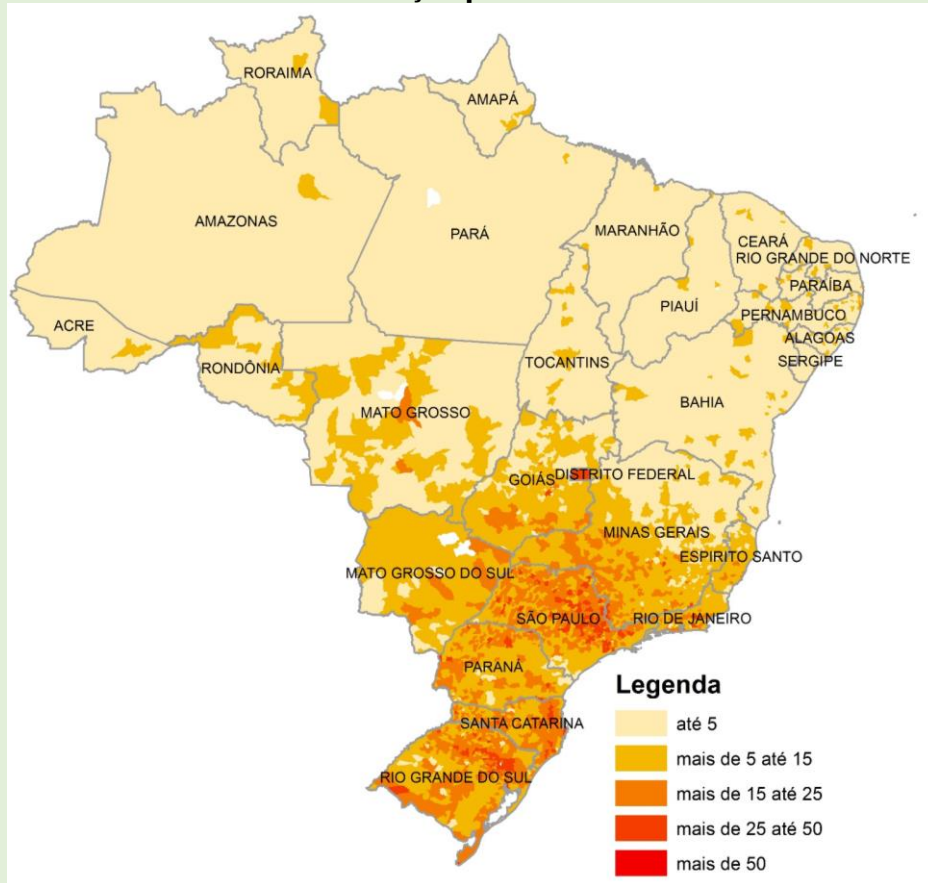 RORAIMA
AMAPÁ
AMAZONAS
PARÁ
MARANHÃO
CEARÁ
RIO GRANDE DO NORTE
PARAÍBA
PIAUÍ
PERNAMBUCO
ACRE
ALAGOAS
TOCANTINS
SERGIPE
RONDÔNIA
BAHIA
MATO GROSSO
GOIÁS
DISTRITO FEDERAL
MINAS GERAIS
ESPIRITO SANTO
MATO GROSSO DO SUL
SÃO PAULO
RIO DE JANEIRO
PARANÁ
SANTA CATARINA
RIO GRANDE DO SUL
Legenda
até 5
mais de 5 até 15
mais de 15 até 25
mais de 25 até 50
mais de 50